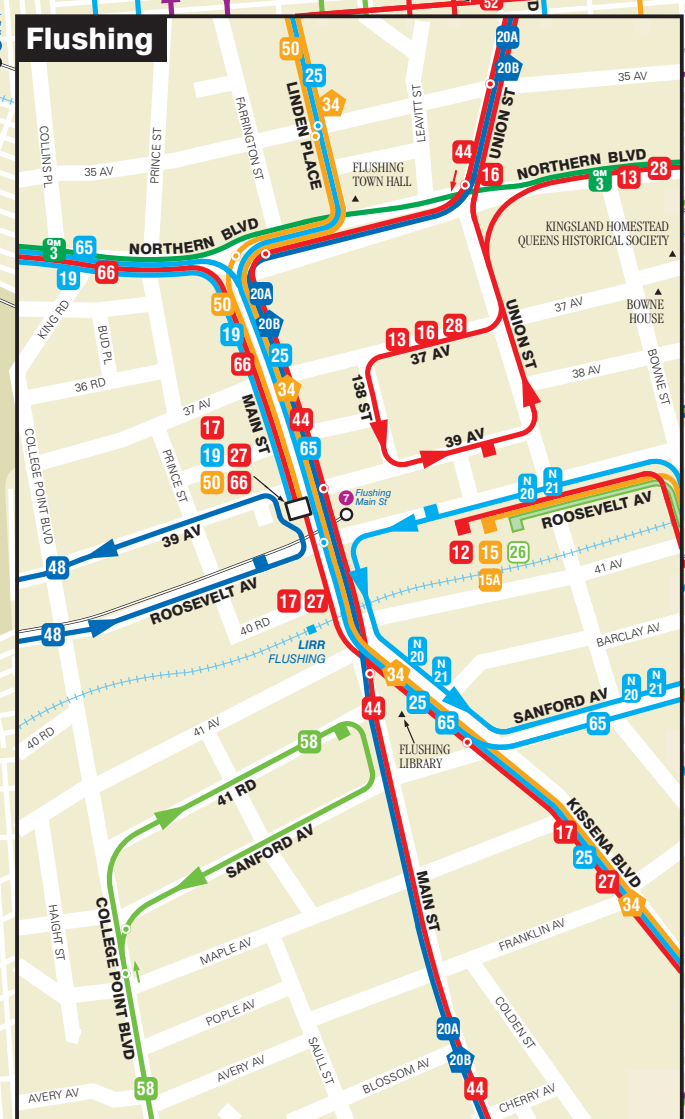 52
D
Flushing
20A
50
20B
25
35 AV
34
LINDEN PLACE
FARRINGTON ST
LEAVITT ST
UNION ST
COLLINS PL
PRINCE ST
44
NORTHERN BLVD
28
35 AV
FLUSHING
TOWN HALL
16
QM
3
13
NORTHERN BLVD
KINGSLAND HOMESTEAD
QUEENS HISTORICAL SOCIETY
QM
3
65
19
66
20A
50
37 AV
BOWNE
HOUSE
KING RD
20B
19
UNION ST
13
16
28
BUD PL
25
37 AV
66
38 AV
BOWNE ST
36 RD
34
138 ST
37 AV
MAIN ST
44
17
39 AV
65
COLLEGE POINT BLVD
19
27
PRINCE ST
50
66
N
20
N
21
7
Flushing
Main St
ROOSEVELT AV
39 AV
12
15
26
48
15A
41 AV
ROOSEVELT AV
17
27
48
40 RD
BARCLAY AV
LIRR
FLUSHING
N
20
N
21
34
N
20
N
21
25
SANFORD AV
44
65
65
40 RD
41 AV
58
FLUSHING
LIBRARY
41 RD
KISSENA BLVD
17
SANFORD AV
25
27
MAIN ST
34
COLLEGE POINT BLVD
HAIGHT ST
MAPLE AV
FRANKLIN AV
POPLE AV
COLDEN ST
20A
SAULL ST
20B
AVERY AV
BLOSSOM AV
58
44
AVERY AV
CHERRY AV